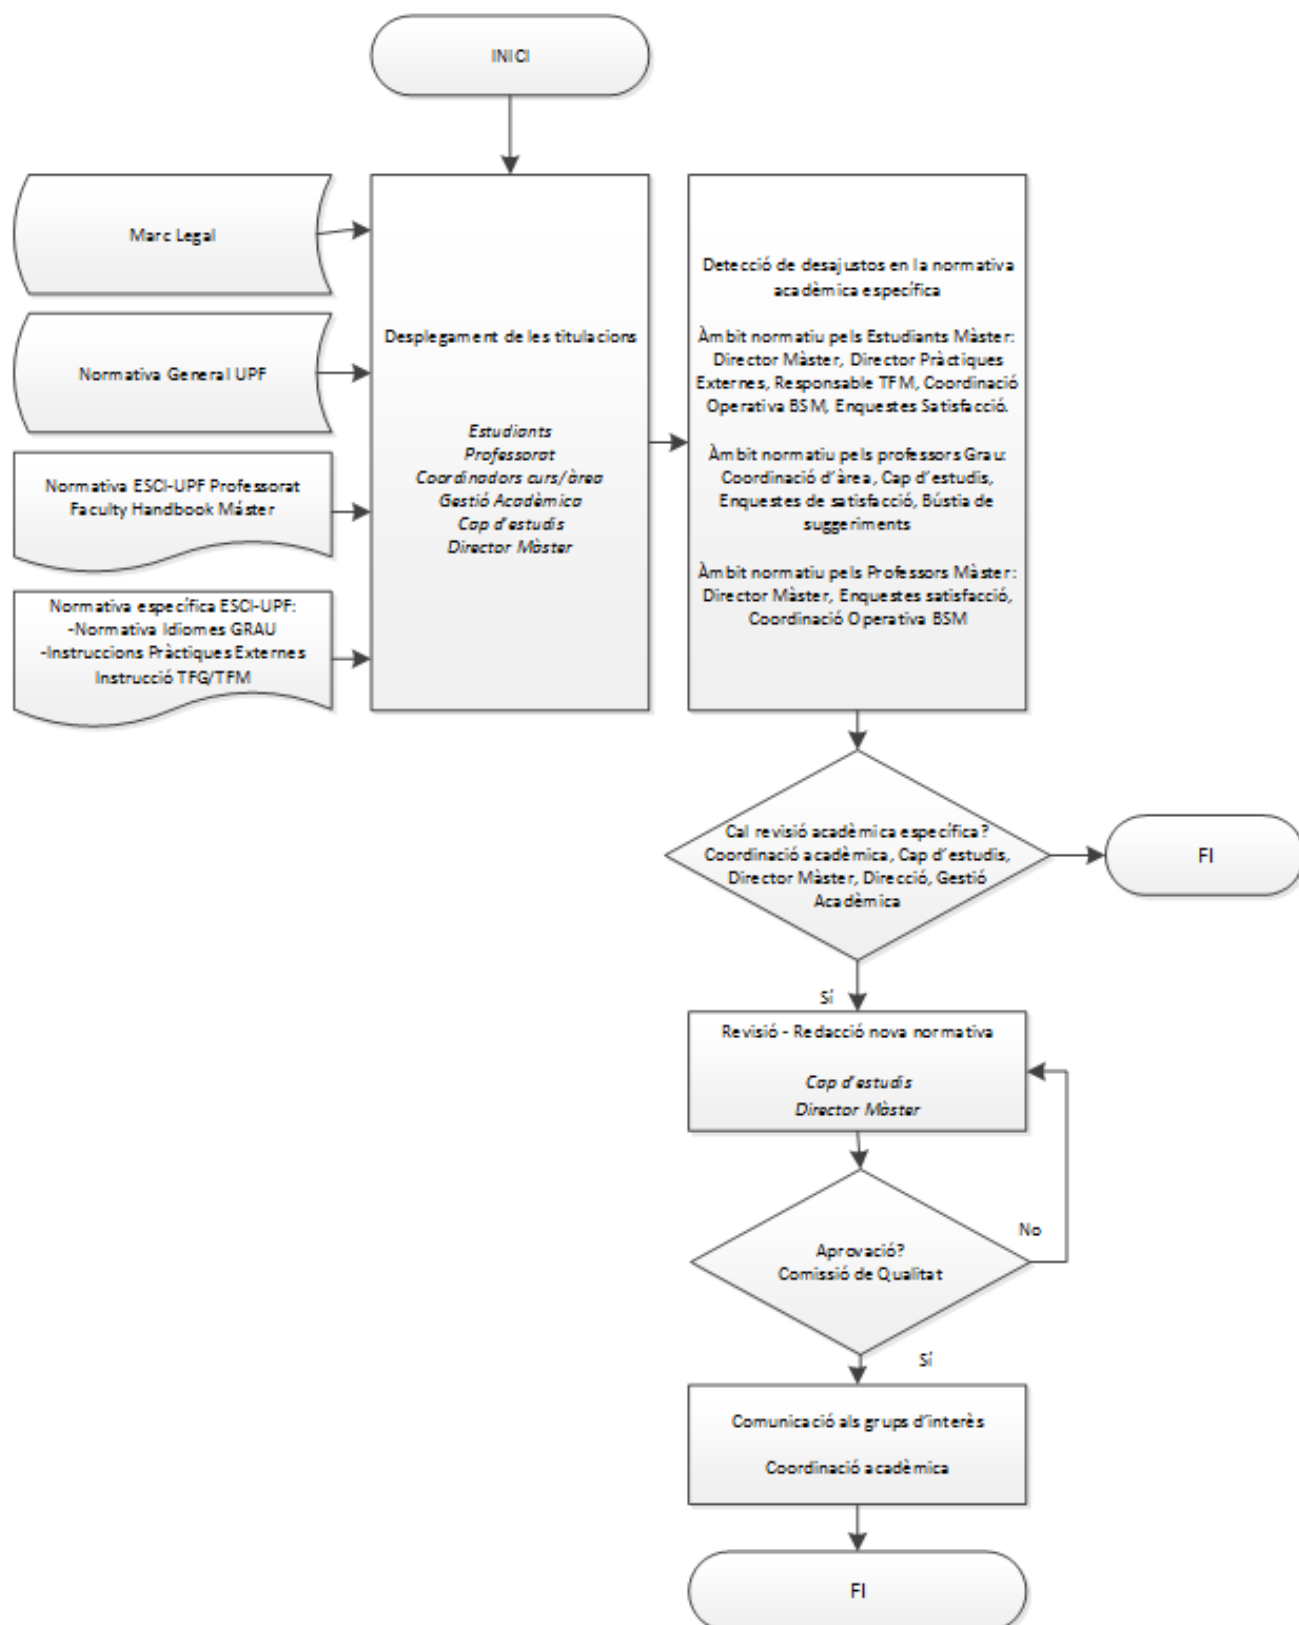 INICI
Marc Legal
Normativa General UPF
Normativa ESCI-UPF Professorat
Faculty Handbook Máster
Normativa específica ESCI-UPF:
-Normativa Idiomes GRAU
-Instruccions Pràctiques Externes
Instrucció TFG/TFM
Desplegament de les titulacions
Estudiants
Professorat
Coordinadors curs/àrea
Gestió Acadèmica
Cap d'estudis
Director Màster
Detecció de desajustos en la normativa
acadèmica específica
Àmbit normatiu pels Estudiants Màster:
Director Màster, Director Pràctiques
Externes, Responsable TFM, Coordinació
Operativa BSM, Enquestes Satisfacció.
Àmbit normatiu pels professors Grau:
Coordinació d'àrea, Cap d'estudis,
Enquestes de satisfacció, Bústia de
suggeriments
Àmbit normatiu pels Professors Màster:
Director Màster, Enquestes satisfacció,
Coordinació Operativa BSM
Cal revisió acadèmica específica?
Coordinació acadèmica, Cap d'estudis,
Director Màster, Direcció, Gestió
Acadèmica
FI
Sí
Revisió - Redacció nova normativa
Cap d'estudis
Director Màster
No
Aprovació?
Comissió de Qualitat
Sí
Comunicació als grups d'interès
Coordinació acadèmica
FI